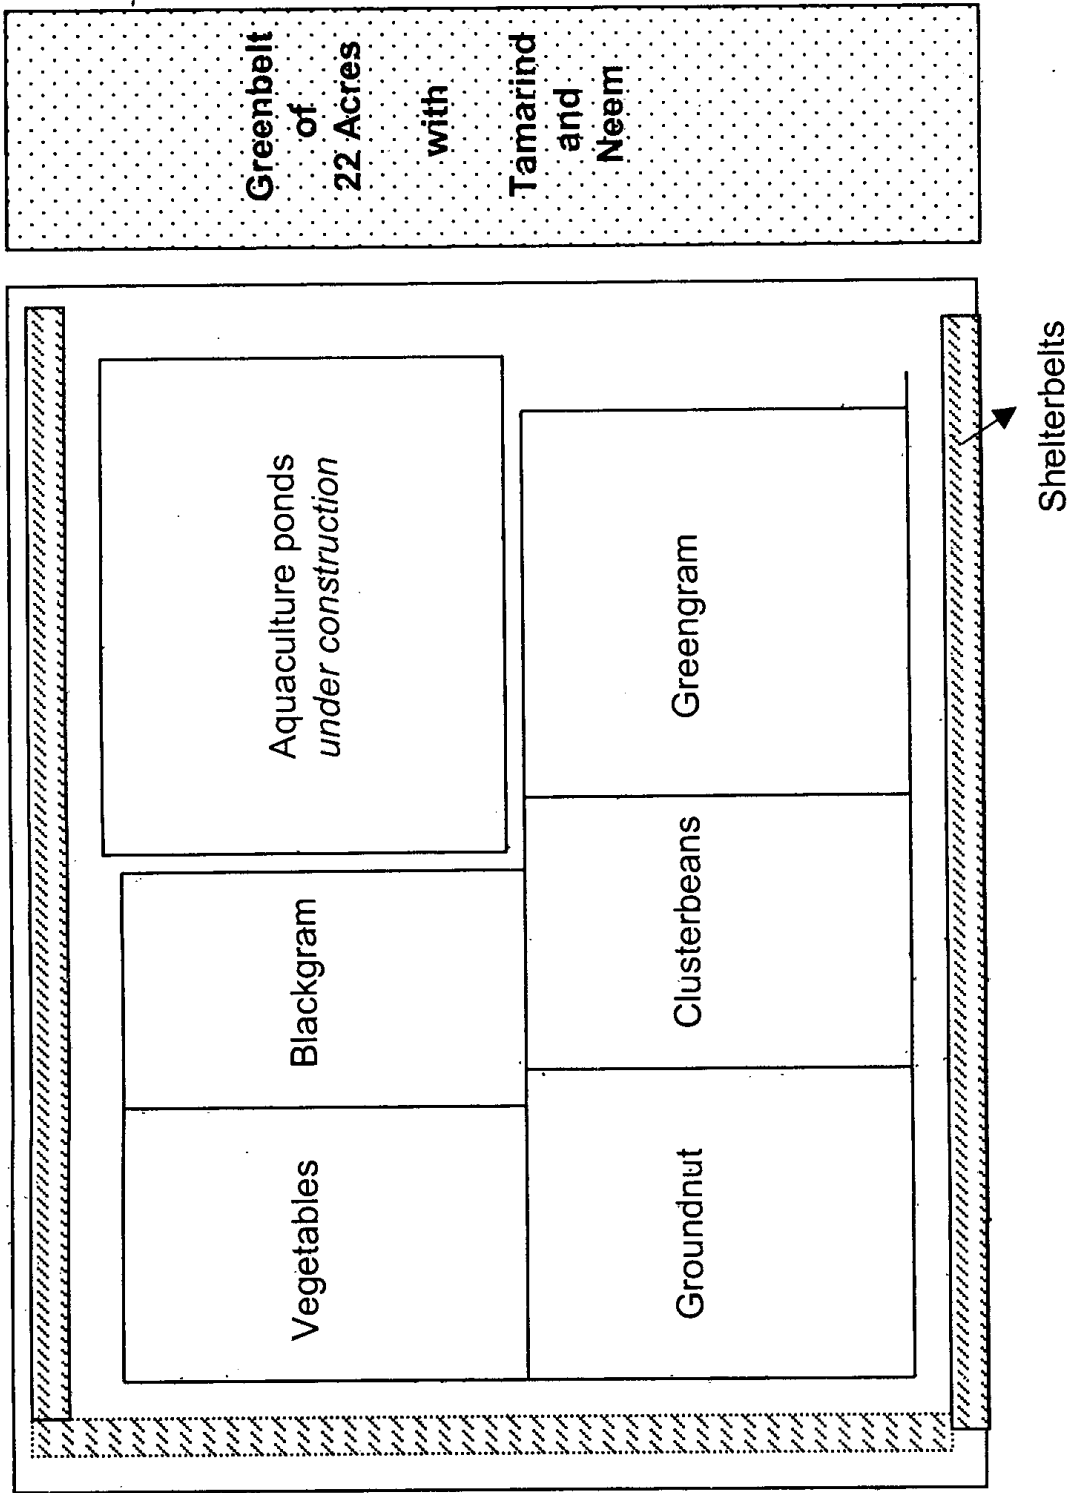 Greenbelt
of
22 Acres
with
Tamarind
and
Neem
Aquaculture ponds
under construction
Blackgram
Vegetables
Greengram
Clusterbeans
Groundnut
Shelterbelts